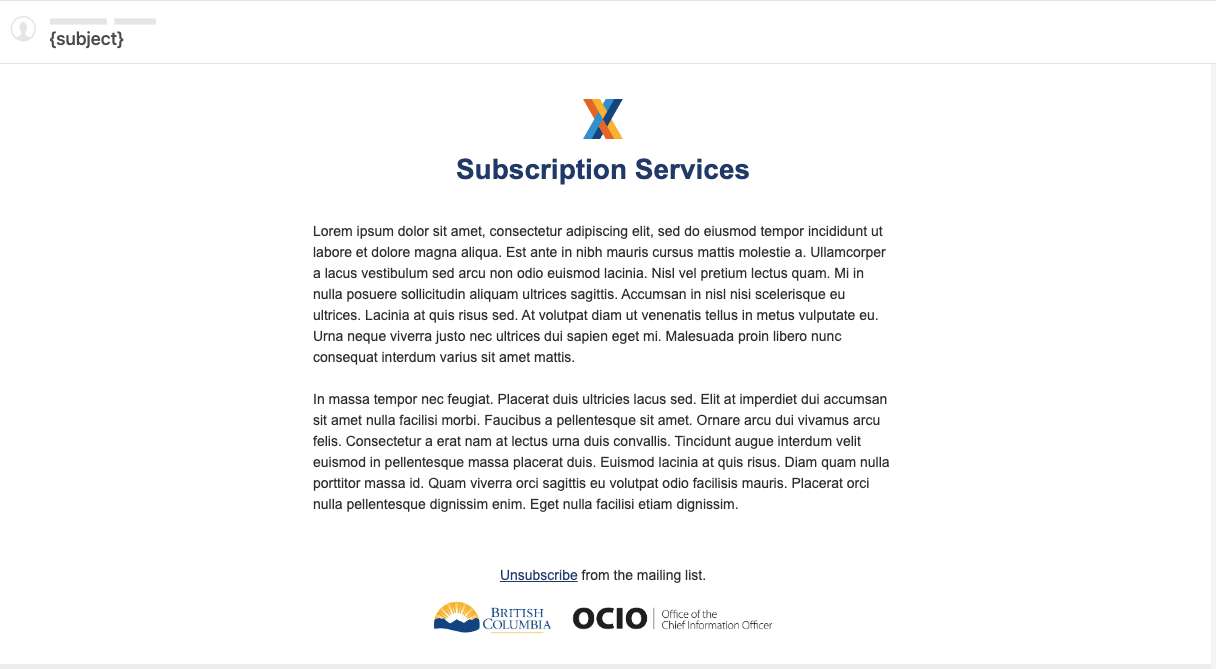 {subject}
Subscription Services
Lorem ipsum dolor sit amet, consectetur adipiscing elit, sed do eiusmod tempor incididunt ut
labore et dolore magna aliqua. Est ante in nibh mauris cursus mattis molestie a. Ullamcorper
a lacus vestibulum sed arcu non odio euismod lacinia. Nisl vel pretium lectus quam. Mi in
nulla posuere sollicitudin aliquam ultrices sagittis. Accumsan in nisl nisi scelerisque eu
ultrices. Lacinia at quis risus sed. At volutpat diam ut venenatis tellus in metus vulputate eu.
Urna neque viverra justo nec ultrices dui sapien eget mi. Malesuada proin libero nunc
consequat interdum varius sit amet mattis.
In massa tempor nec feugiat. Placerat duis ultricies lacus sed. Elit at imperdiet dui accumsan
sit amet nulla facilisi morbi. Faucibus a pellentesque sit amet. Ornare arcu dui vivamus arcu
felis. Consectetur a erat nam at lectus urna duis convallis. Tincidunt augue interdum velit
euismod in pellentesque massa placerat duis. Euismod lacinia at quis risus. Diam quam nulla
porttitor massa id. Quam viverra orci sagittis eu volutpat odio facilisis mauris. Placerat orci
nulla pellentesque dignissim enim. Eget nulla facilisi etiam dignissim.
Unsubscribe from the mailing list.
BRITISH
COLUMBIA
OCIO
Office of the
Chief Information Officer